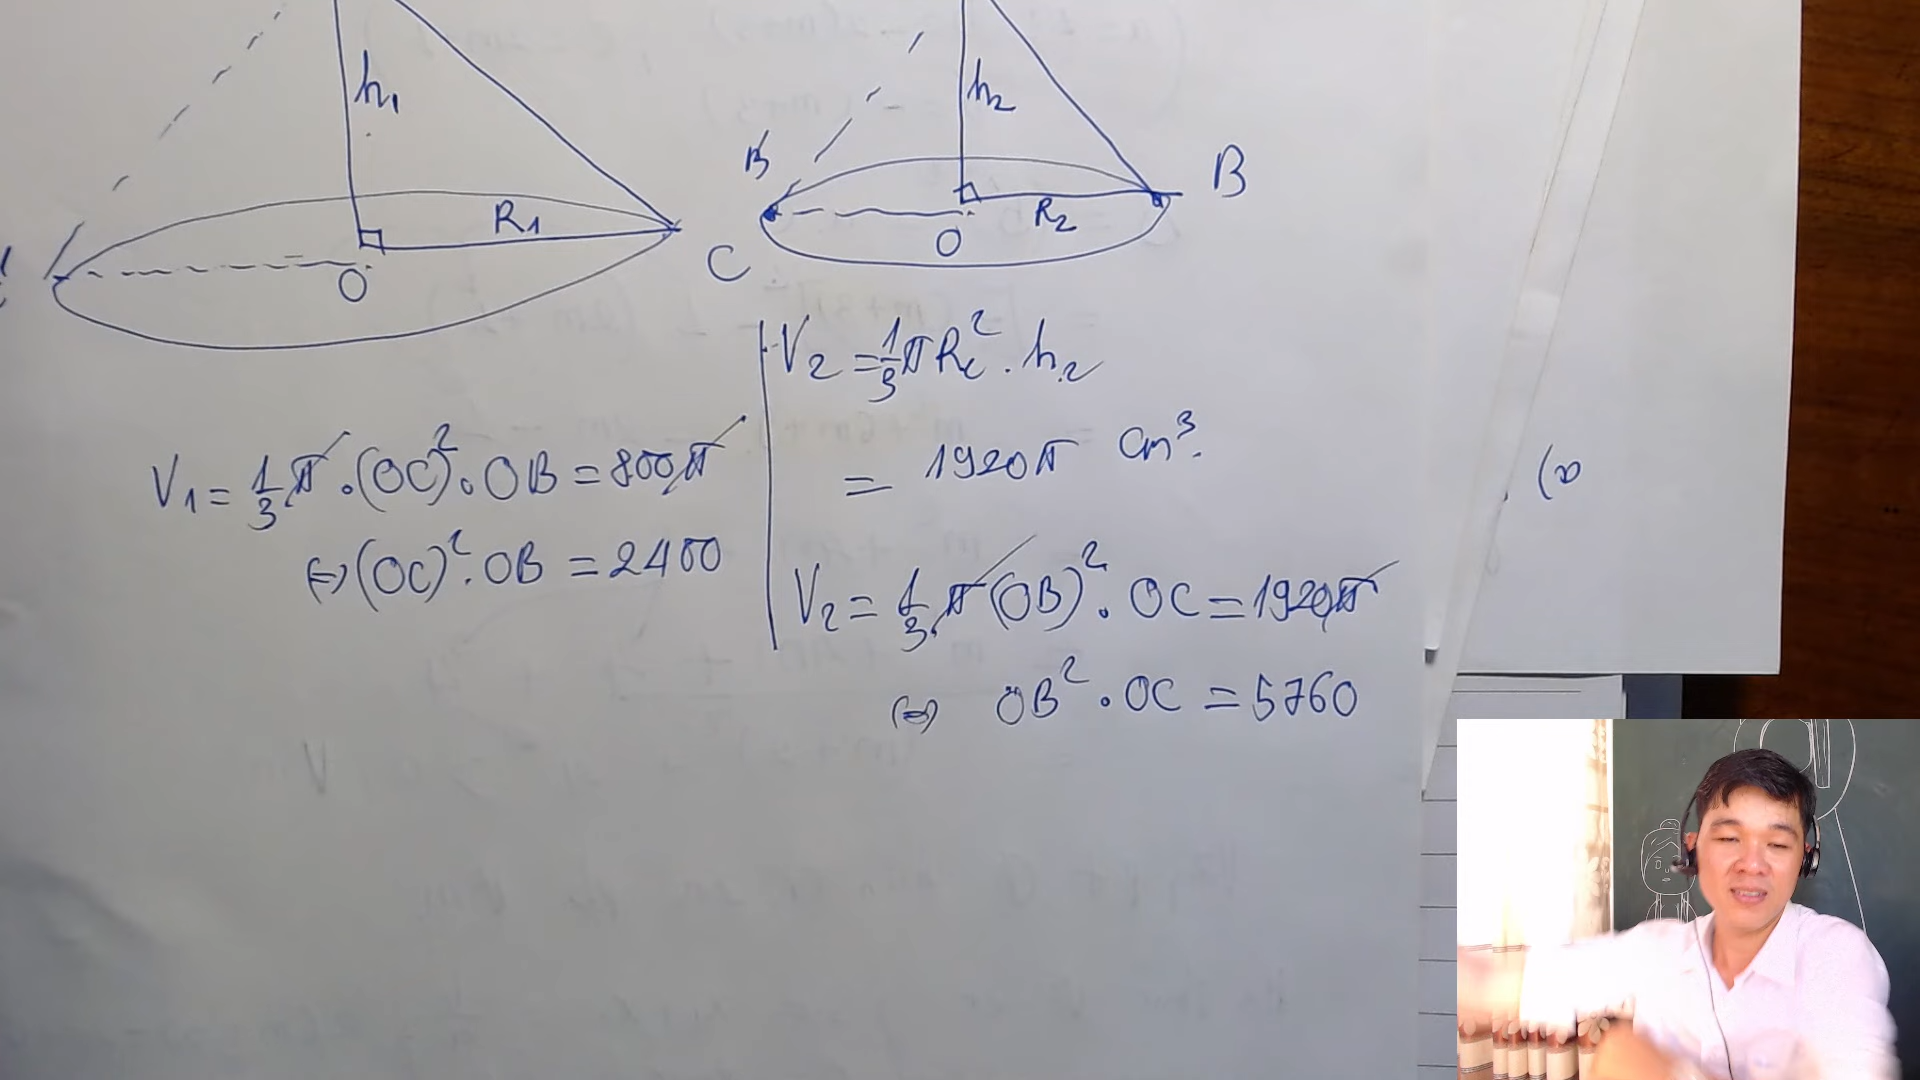 h₁
R₁
O
C
h₂
B'
B
R₂
O
V₁ = 1/3 π . (OC)² . OB = 800π
(=) (OC)² . OB = 2400
V₂ = 1/3 π R₂² . h₂
= 1920π cm³.
V₂ = 1/3 π (OB)² . OC = 1920π
(=) OB² . OC = 5760